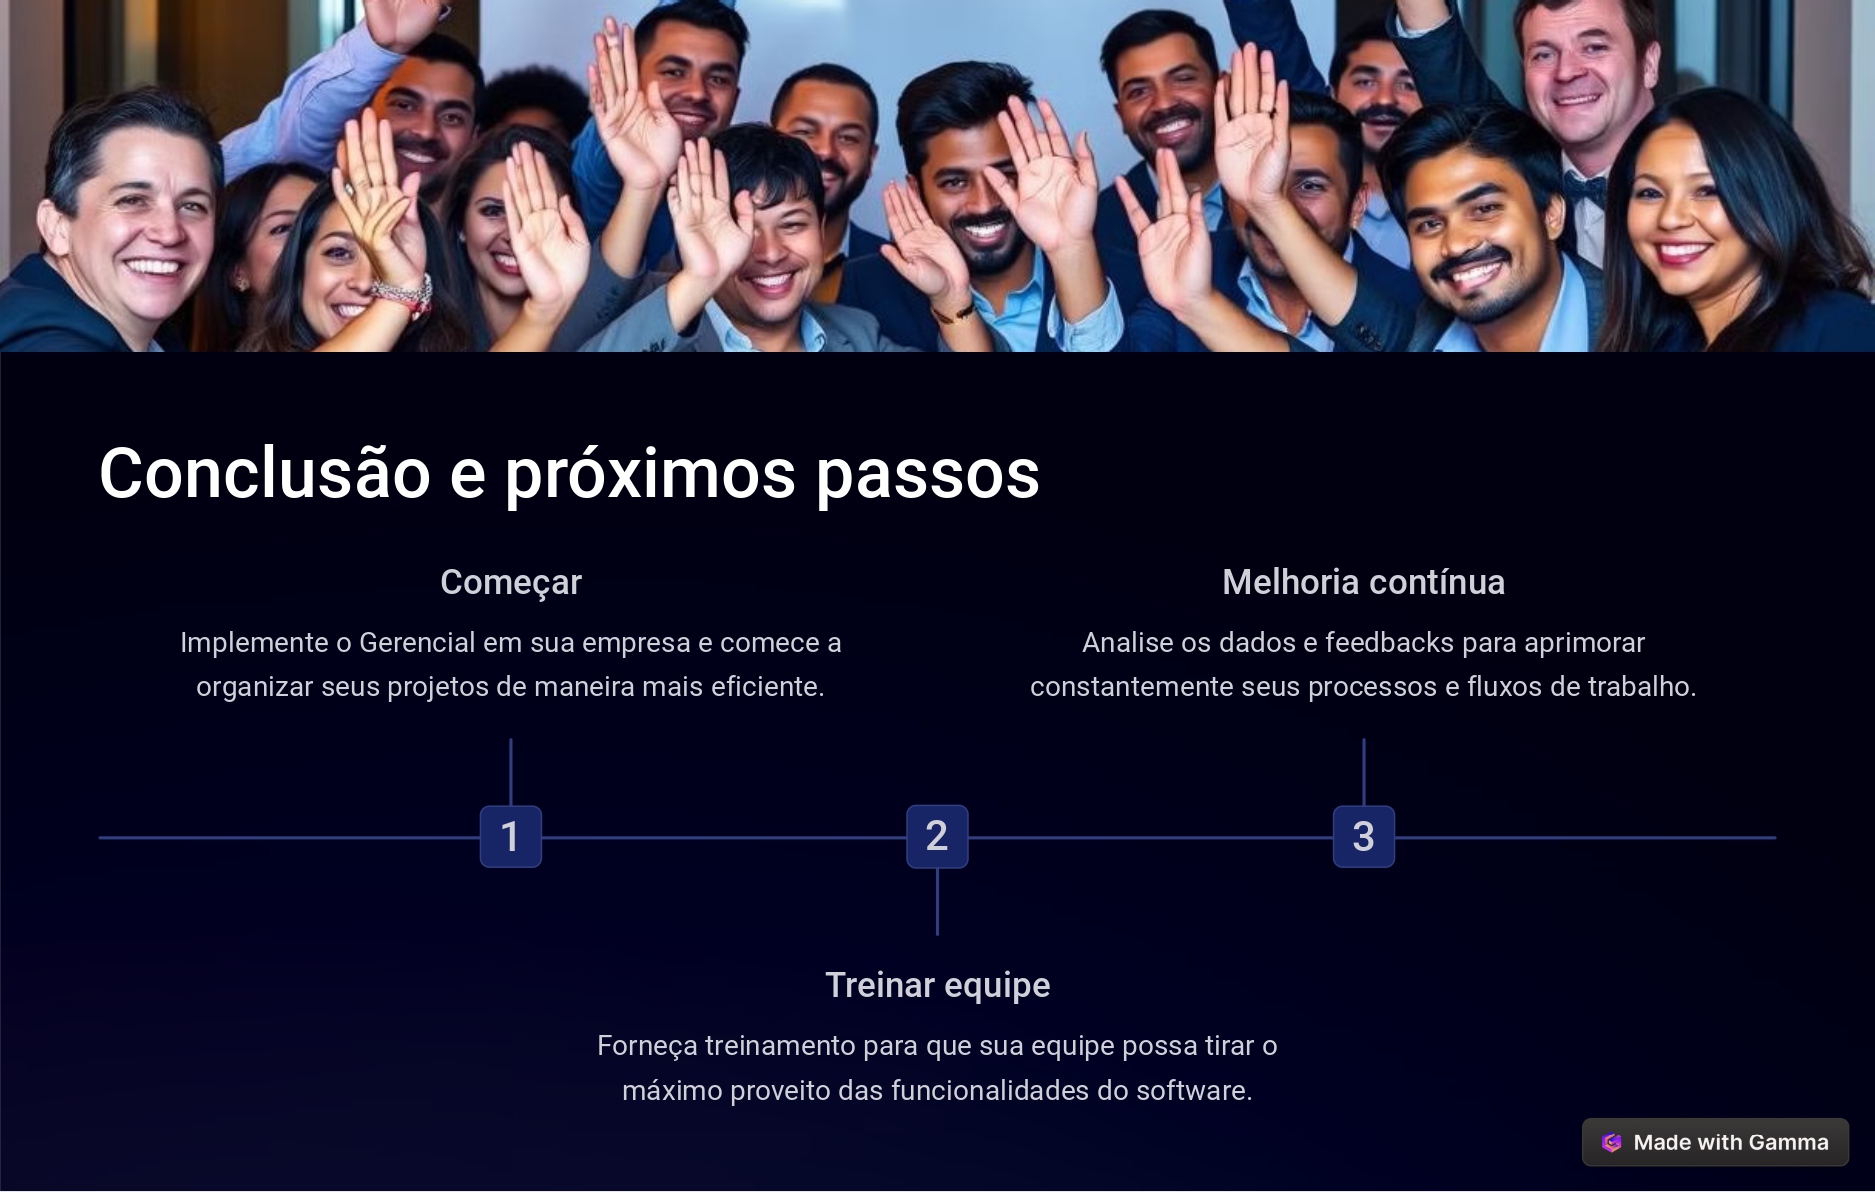 Conclusão e próximos passos
Começar
Implemente o Gerencial em sua empresa e comece a
organizar seus projetos de maneira mais eficiente.
Melhoria contínua
Analise os dados e feedbacks para aprimorar
constantemente seus processos e fluxos de trabalho.
1
2
3
Treinar equipe
Forneça treinamento para que sua equipe possa tirar o
máximo proveito das funcionalidades do software.
Made with Gamma